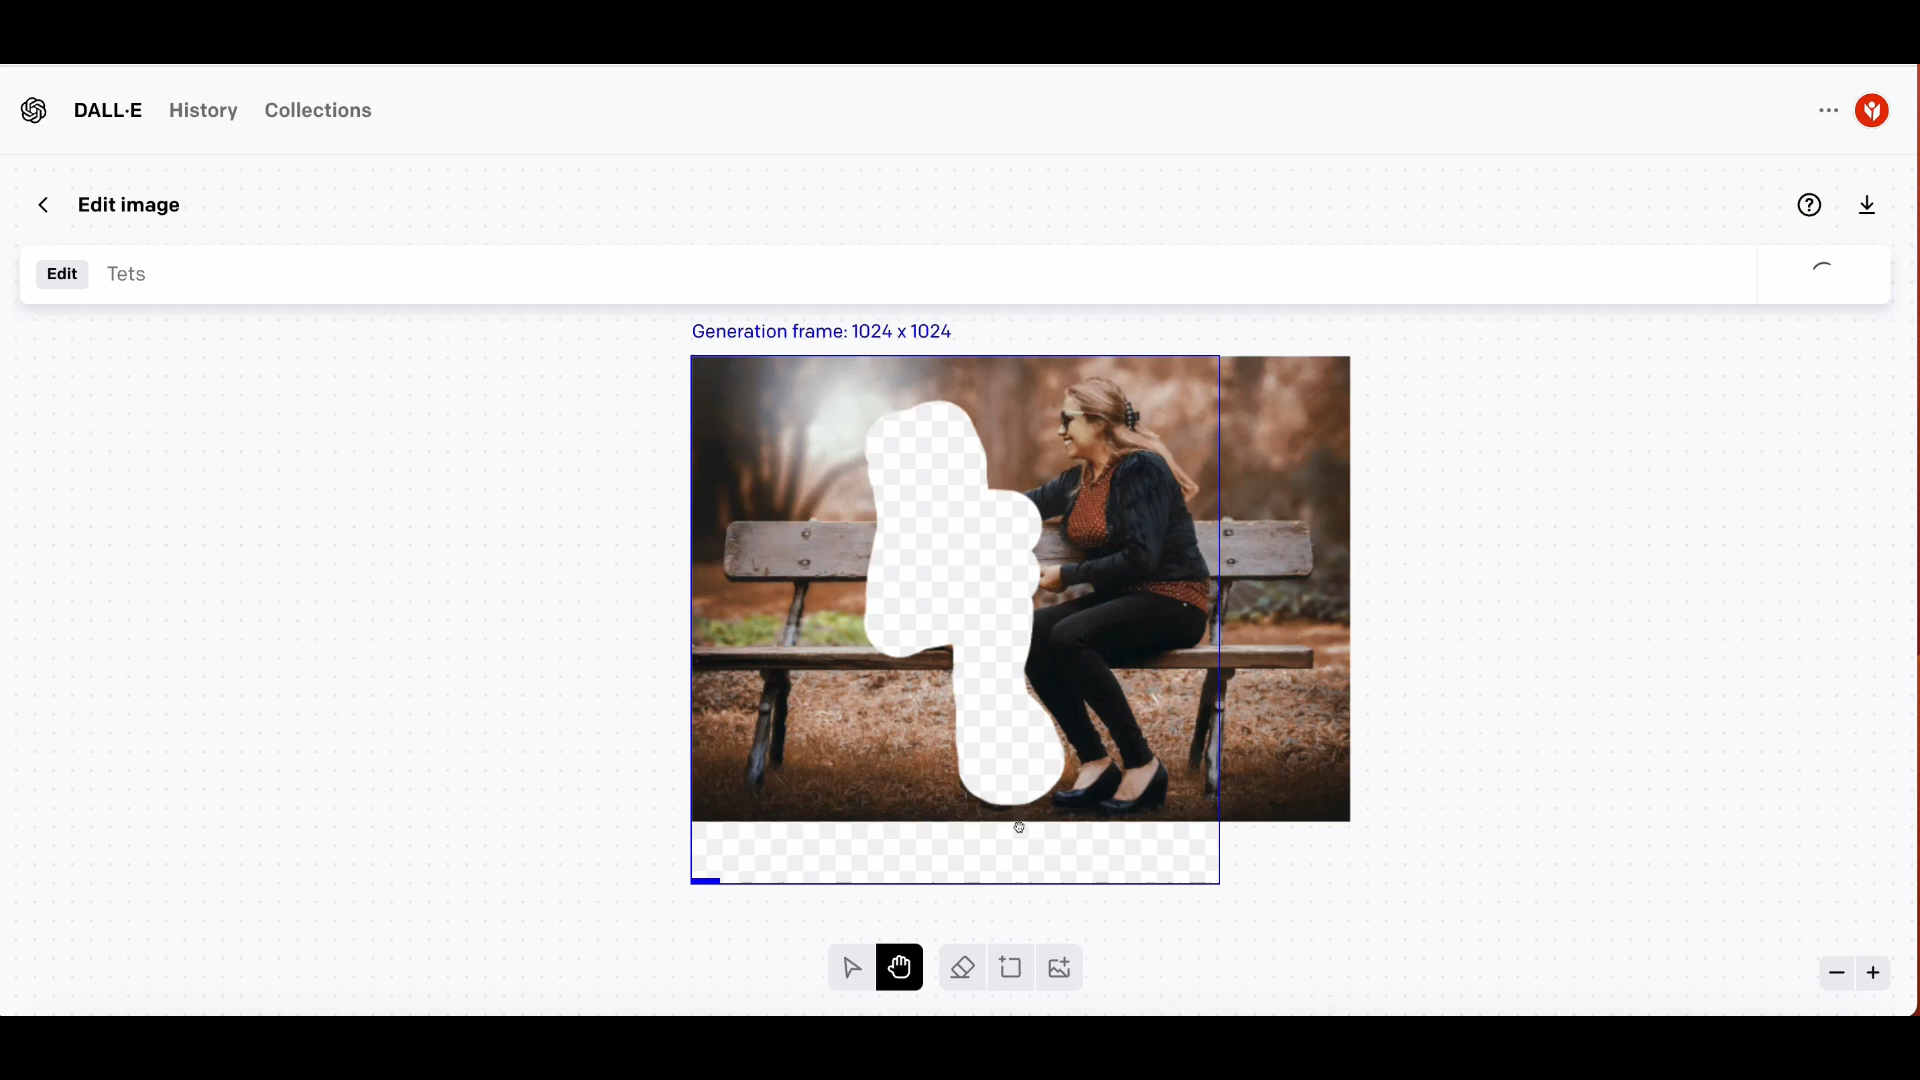 DALL·E History Collections
Edit image
Edit Tets
Generation frame: 1024 x 1024